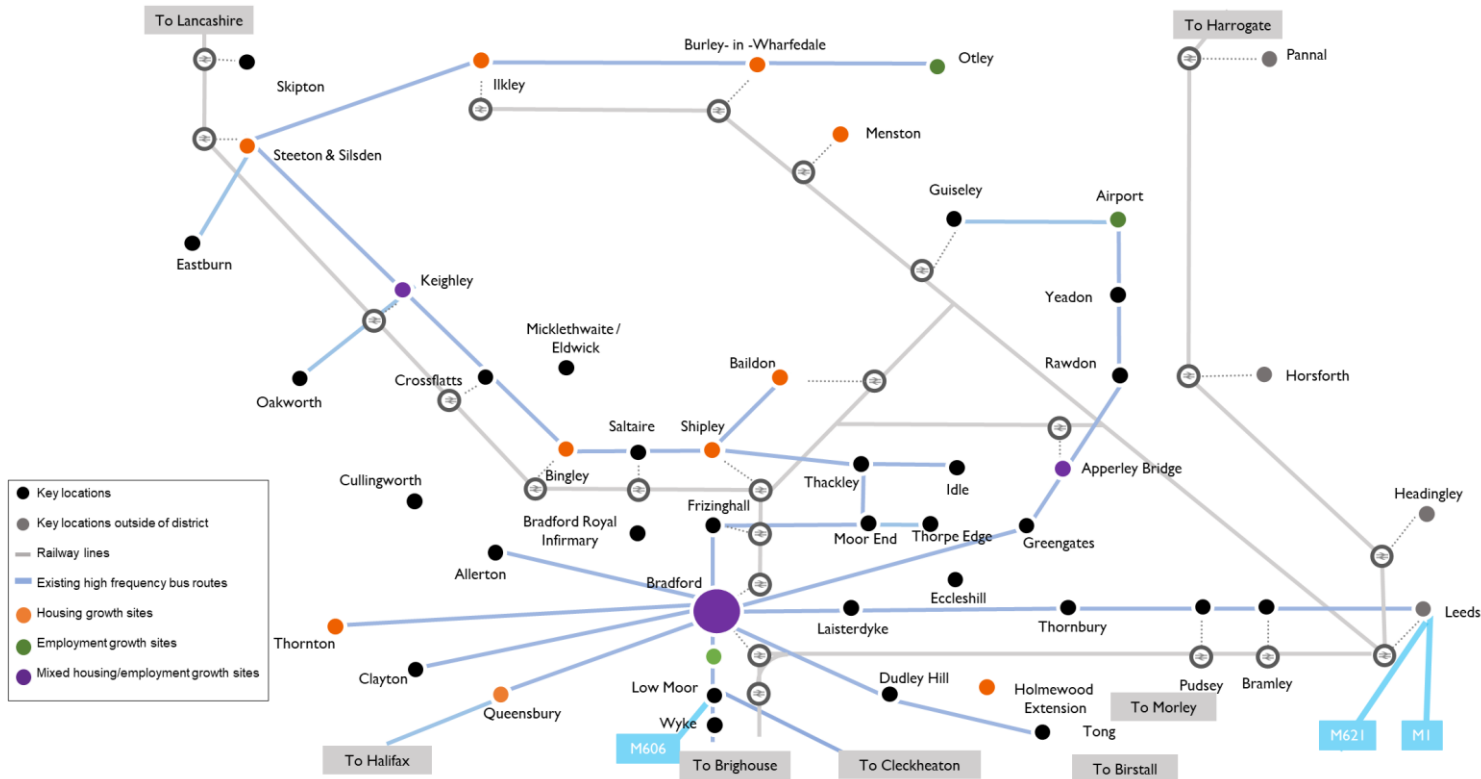 To Lancashire
To Harrogate
Burley- in -Wharfedale
Otley
Pannal
Skipton
Ilkley
Menston
Steeton & Silsden
Guiseley
Airport
Eastburn
Keighley
Yeadon
Micklethwaite /
Eldwick
Baildon
Rawdon
Crossflatts
Horsforth
Oakworth
Saltaire
Shipley
Bingley
Apperley Bridge
Thackley
Idle
Cullingworth
Headingley
Key locations
Key locations outside of district
Railway lines
Existing high frequency bus routes
Housing growth sites
Employment growth sites
Mixed housing/employment growth sites
Frizinghall
Bradford Royal
Infirmary
Moor End
Thorpe Edge
Greengates
Allerton
Bradford
Eccleshill
Leeds
Laisterdyke
Thornbury
Thornton
Clayton
Dudley Hill
Low Moor
Holmewood
Extension
Pudsey
Bramley
Queensbury
To Morley
Wyke
Tong
M606
M621
M1
To Halifax
To Brighouse
To Cleckheaton
To Birstall